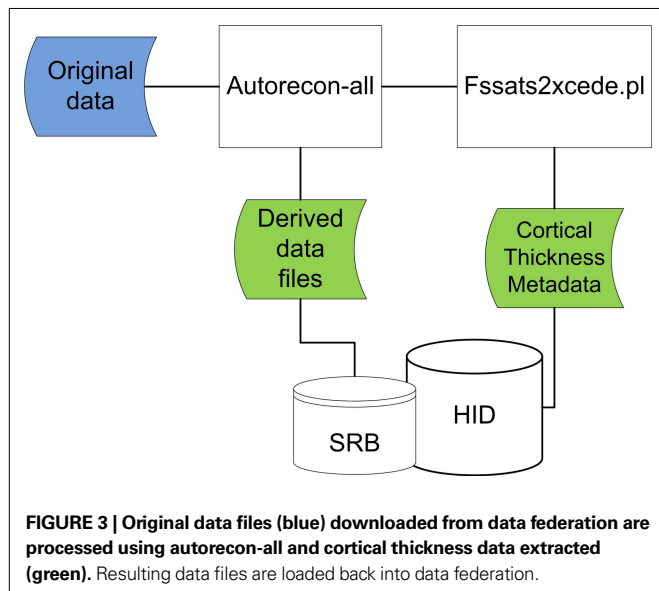 Original
data
Autorecon-all
Fssats2xcede.pl
Derived
data
files
Cortical
Thickness
Metadata
SRB
HID
FIGURE 3 | Original data files (blue) downloaded from data federation are
processed using autorecon-all and cortical thickness data extracted
(green). Resulting data files are loaded back into data federation.